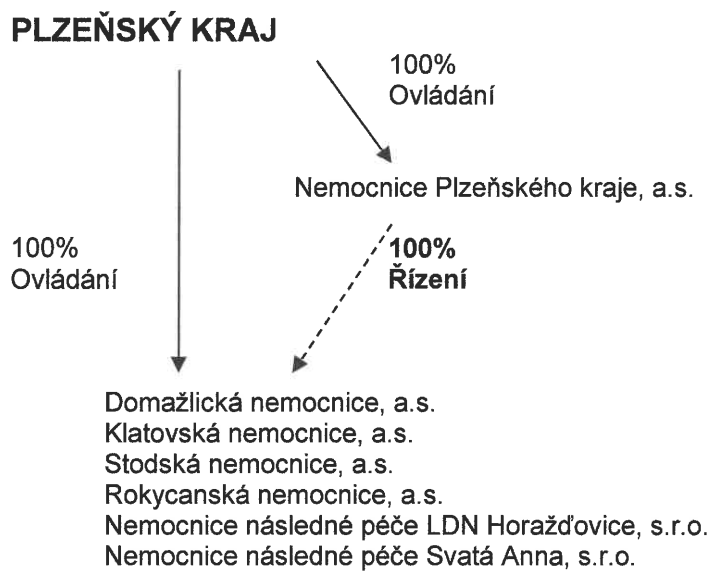 PLZEŇSKÝ KRAJ
100%
Ovládání
Nemocnice Plzeňského kraje, a.s.
100%
Ovládání
100%
Řízení
Domažlická nemocnice, a.s.
Klatovská nemocnice, a.s.
Stodská nemocnice, a.s.
Rokycanská nemocnice, a.s.
Nemocnice následné péče LDN Horažďovice, s.r.o.
Nemocnice následné péče Svatá Anna, s.r.o.